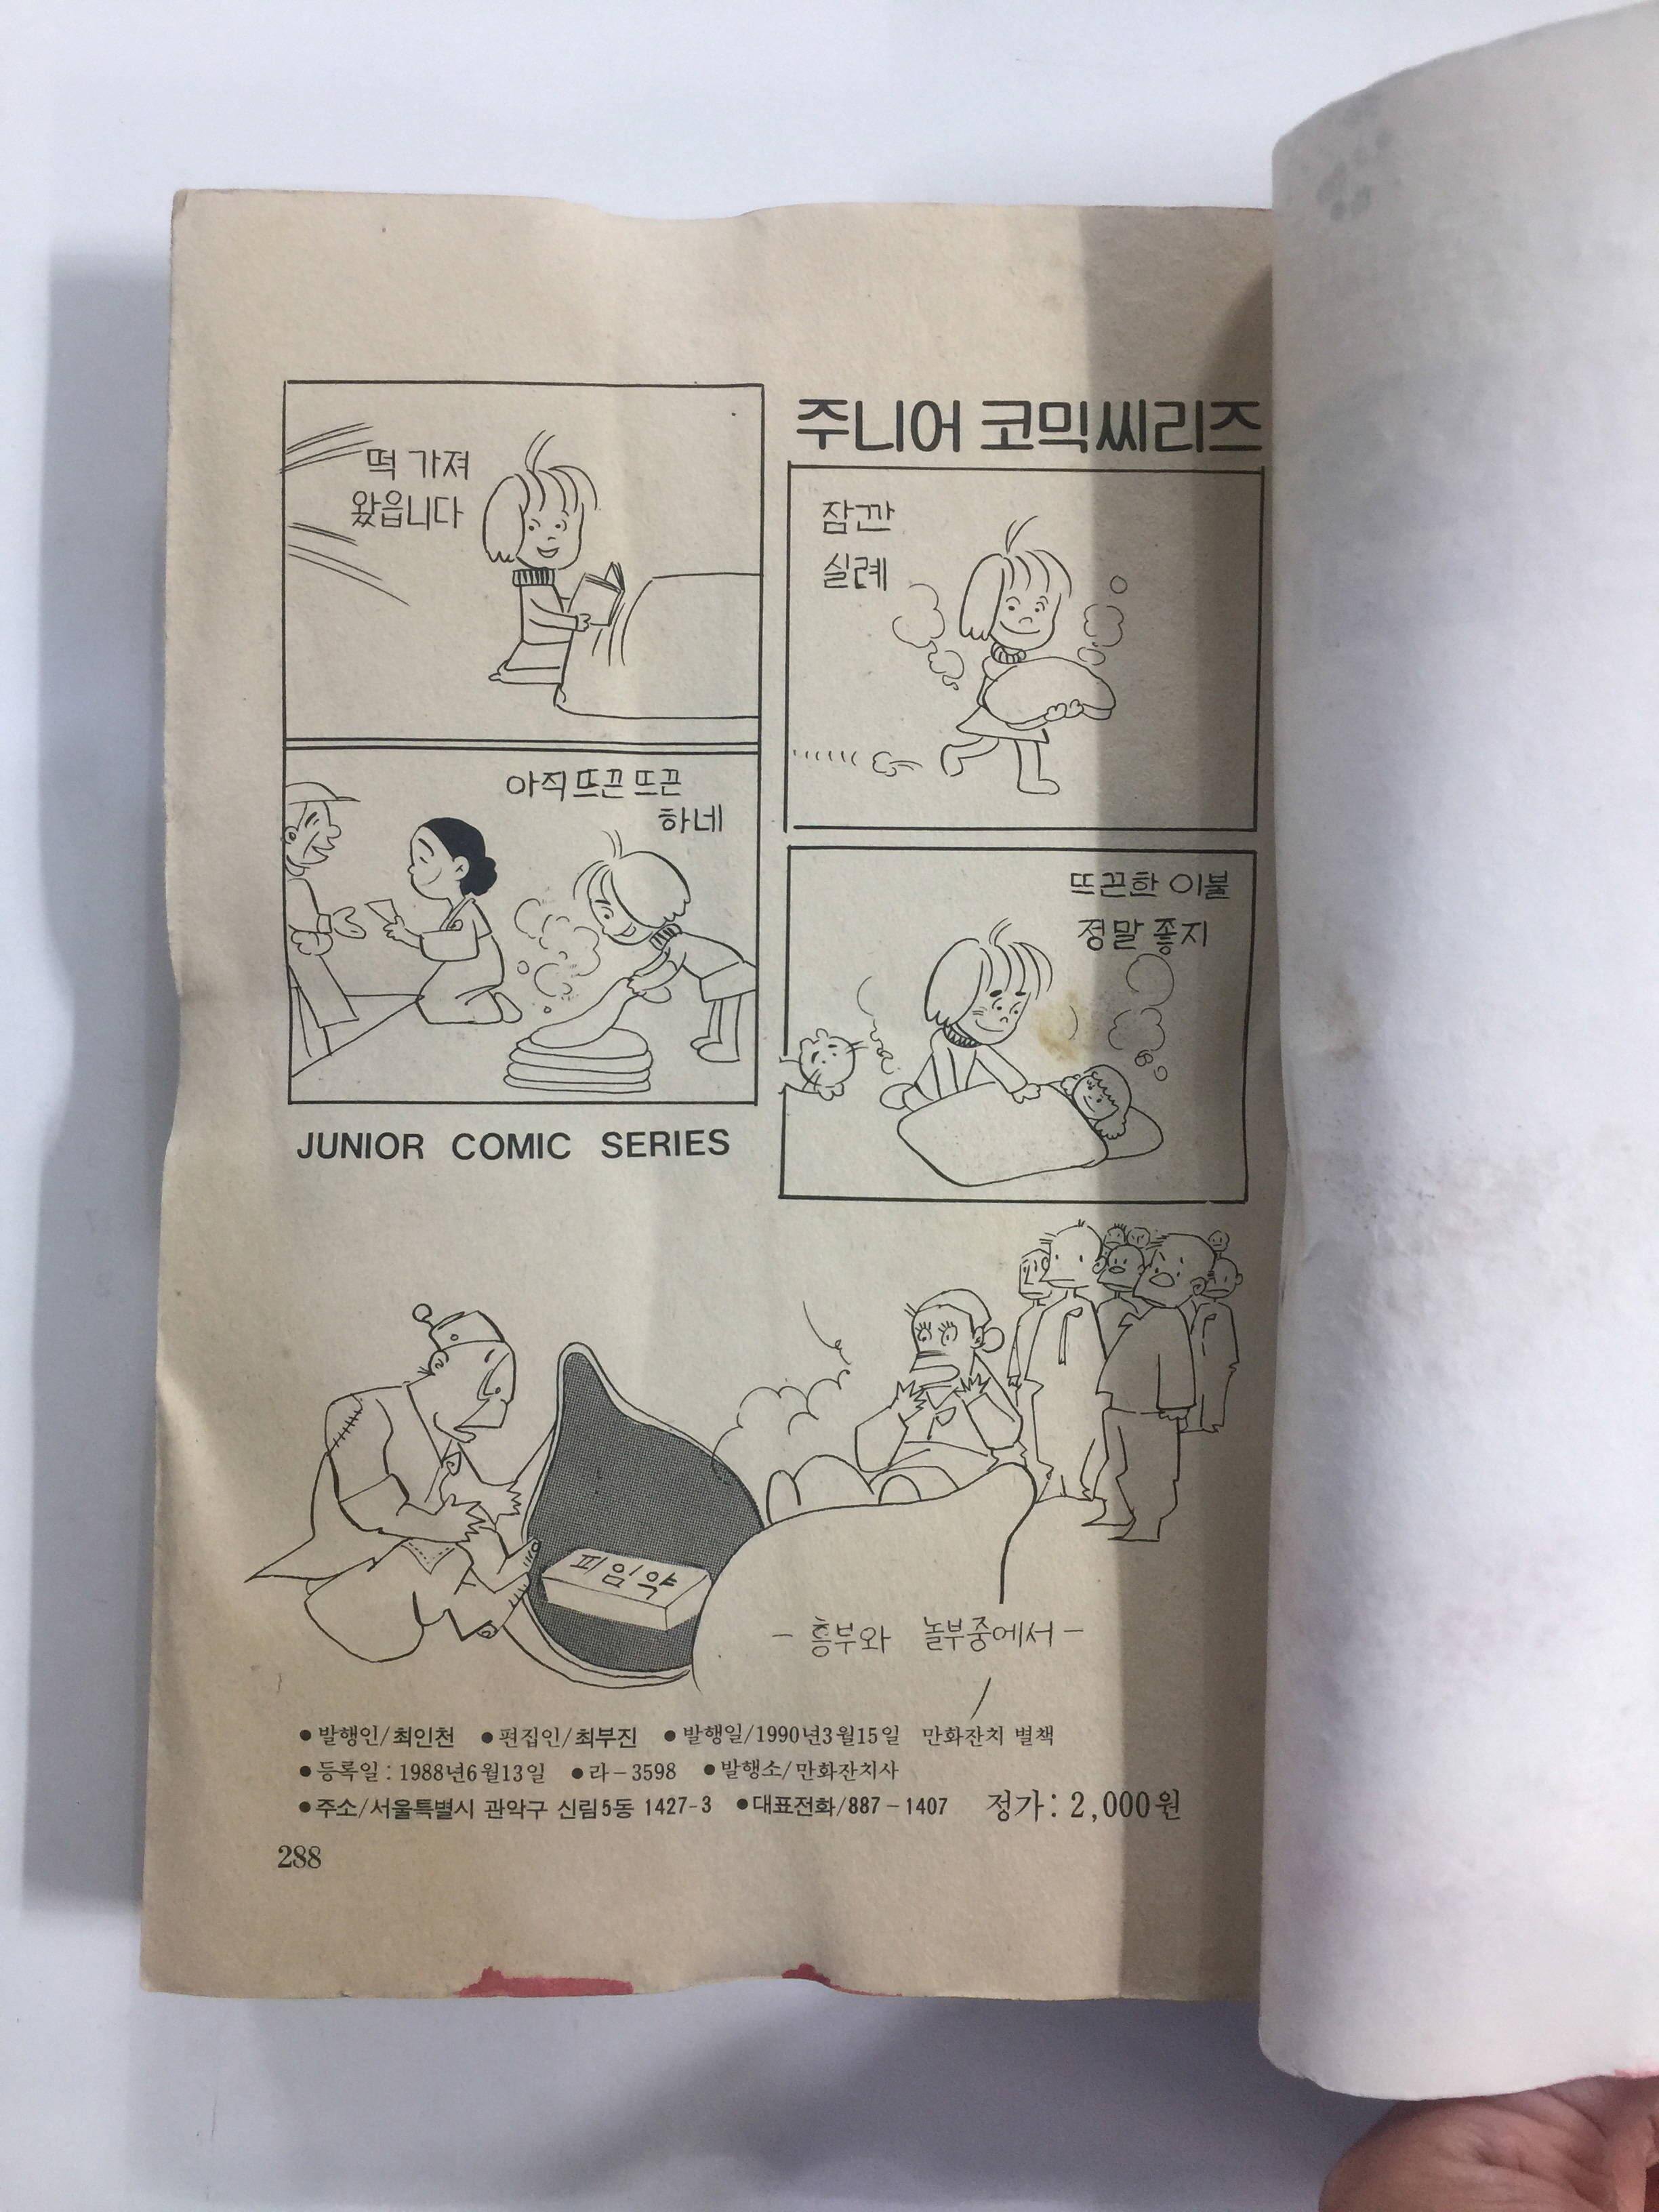 떡 가져
왔읍니다
아직 뜨끈 뜨끈
하네
JUNIOR COMIC SERIES
주니어 코믹씨리즈
잠깐
실례
뜨끈한 이불
정말 좋지
피임약
- 흥부와 놀부중에서 -
●발행인/최인천 ●편집인/최부진 ●발행일/1990년3월15일 만화잔치 별책
●등록일 : 1988년6월13일 ●라-3598 ●발행소/만화잔치사
●주소/서울특별시 관악구 신림5동 1427-3 ●대표전화/887-1407 정가: 2,000원
288